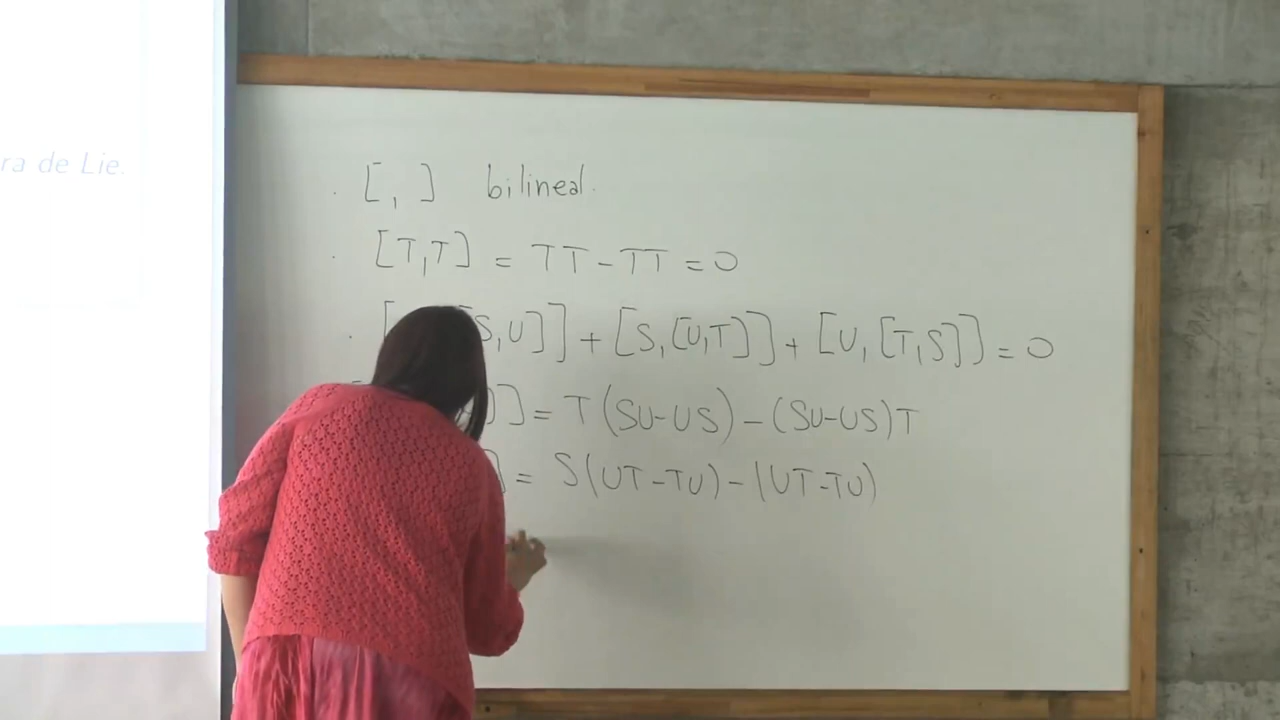 ra de Lie.
[ , ] bilineal.
[T,T] = TT-TT = 0
[S,U]] + [S,[U,T]] + [U,[T,S]] = 0
]] = T(SU-US)-(SU-US)T
] = S(UT-TU)-(UT-TU)